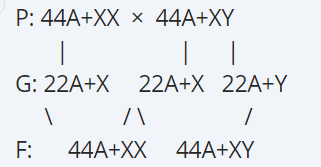 P: 44A+XX × 44A+XY
| | |
G: 22A+X 22A+X 22A+Y
\ / \ /
F: 44A+XX 44A+XY